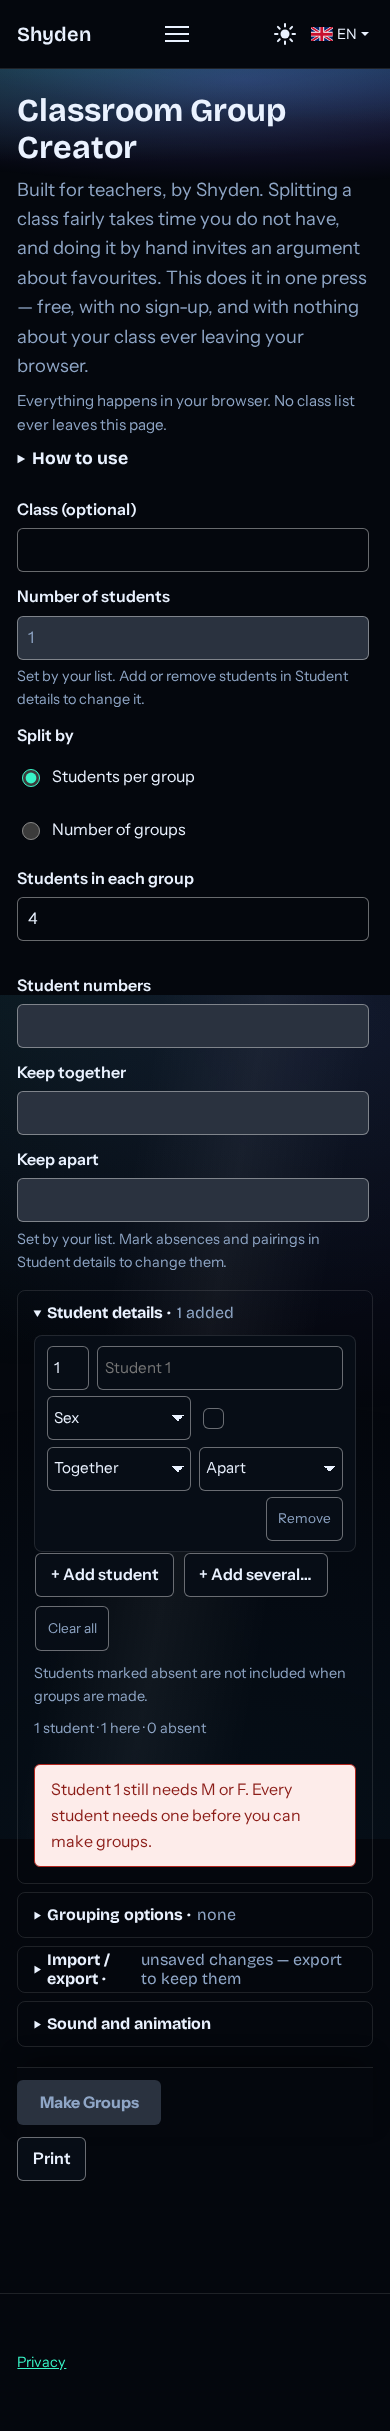 Shyden
EN
Classroom Group
Creator
Built for teachers, by Shyden. Splitting a
class fairly takes time you do not have,
and doing it by hand invites an argument
about favourites. This does it in one press
— free, with no sign-up, and with nothing
about your class ever leaving your
browser.
Everything happens in your browser. No class list
ever leaves this page.
How to use
Class (optional)
Number of students
1
Set by your list. Add or remove students in Student
details to change it.
Split by
Students per group
Number of groups
Students in each group
4
Student numbers
Keep together
Keep apart
Set by your list. Mark absences and pairings in
Student details to change them.
Student details · 1 added
1 Student 1
Sex
Together Apart
Remove
+ Add student + Add several...
Clear all
Students marked absent are not included when
groups are made.
1 student · 1 here · 0 absent
Student 1 still needs M or F. Every
student needs one before you can
make groups.
Grouping options · none
Import /
export ·
unsaved changes — export
to keep them
Sound and animation
Make Groups
Print
Privacy